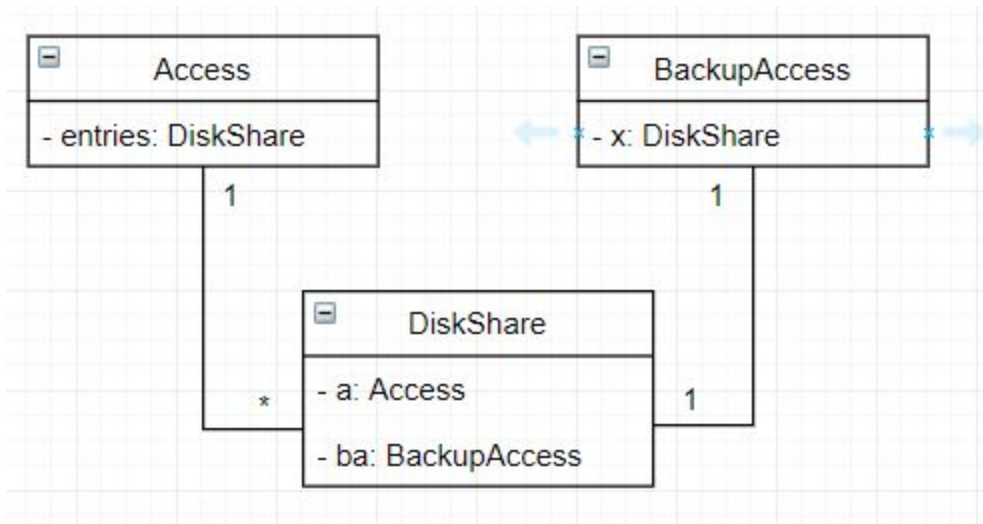 Access
- entries: DiskShare
BackupAccess
- x: DiskShare
1
1
DiskShare
- a: Access
- ba: BackupAccess
*
1